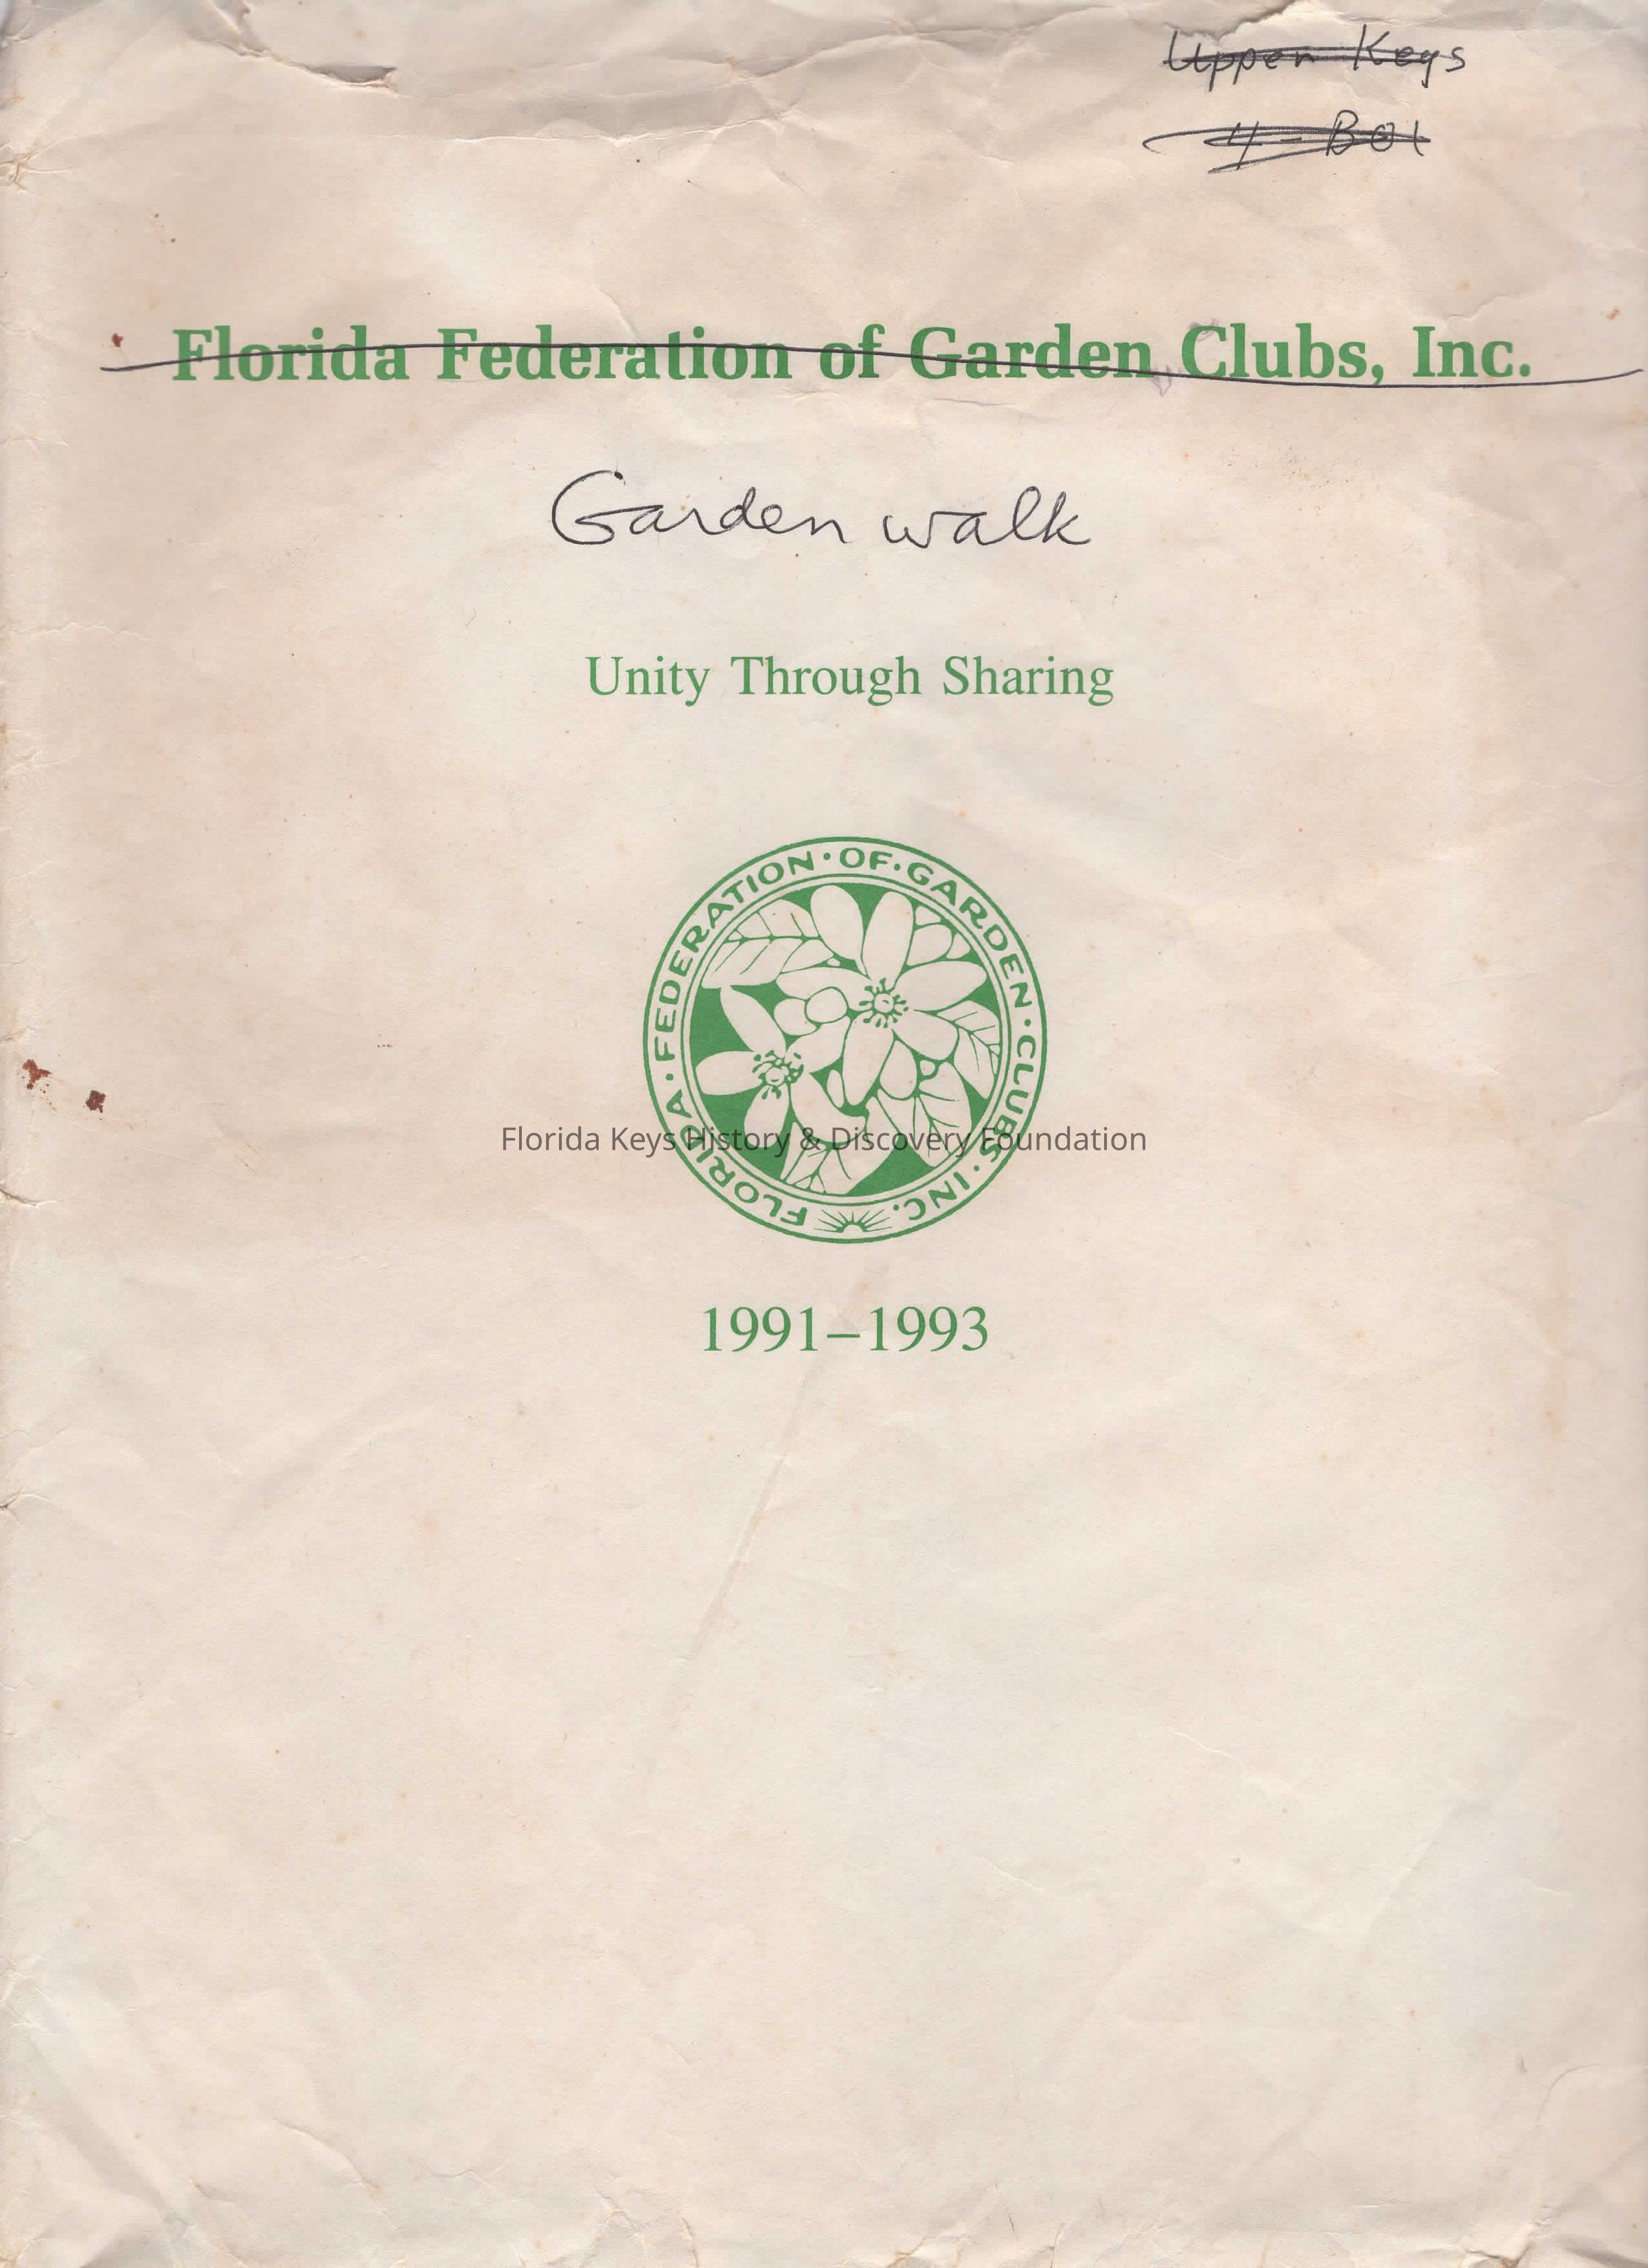 Upper Keys
4-BO1
Florida Federation of Garden Clubs, Inc.
Garden walk
Unity Through Sharing
FLORIDA·FEDERATION·OF·GARDEN·CLUBS·INC.
Florida Keys History & Discovery Foundation
1991–1993